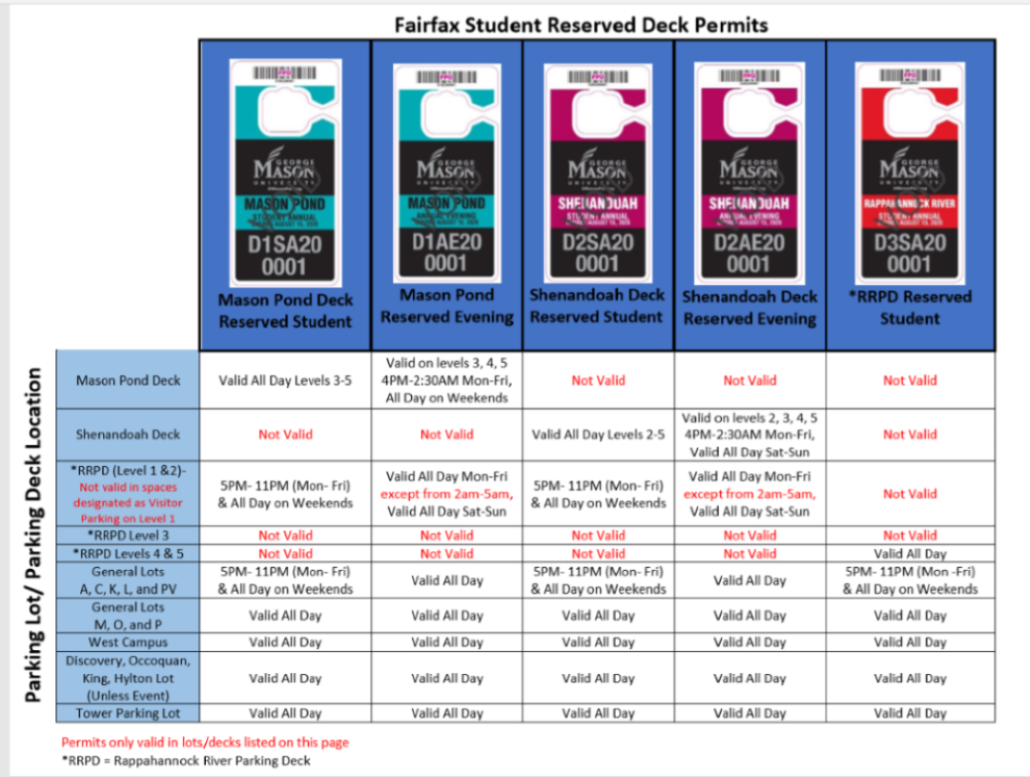 Fairfax Student Reserved Deck Permits
GEORGE
MASON
UNIVERSITY
MASON POND
STUDENT ANNUAL
D1SA20
0001
GEORGE
MASON
UNIVERSITY
MASON POND
ANNUAL EVENING
D1AE20
0001
GEORGE
MASON
UNIVERSITY
SHENANDOAH
STUDENT ANNUAL
D2SA20
0001
GEORGE
MASON
UNIVERSITY
SHENANDOAH
ANNUAL EVENING
D2AE20
0001
GEORGE
MASON
UNIVERSITY
RAPPAHANNOCK RIVER
STUDENT ANNUAL
D3SA20
0001
Mason Pond Deck
Reserved Student
Mason Pond
Reserved Evening
Shenandoah Deck
Reserved Student
Shenandoah Deck
Reserved Evening
*RRPD Reserved
Student
Parking Lot/ Parking Deck Location
Mason Pond Deck
Valid All Day Levels 3-5
Valid on levels 3, 4, 5
4PM-2:30AM Mon-Fri,
All Day on Weekends
Not Valid
Not Valid
Not Valid
Shenandoah Deck
Not Valid
Not Valid
Valid All Day Levels 2-5
Valid on levels 2, 3, 4, 5
4PM-2:30AM Mon-Fri,
Valid All Day Sat-Sun
Not Valid
*RRPD (Level 1 &2)-
Not valid in spaces
designated as Visitor
Parking on Level 1
5PM- 11PM (Mon- Fri)
& All Day on Weekends
Valid All Day Mon-Fri
except from 2am-5am,
Valid All Day Sat-Sun
5PM- 11PM (Mon- Fri)
& All Day on Weekends
Valid All Day Mon-Fri
except from 2am-5am,
Valid All Day Sat-Sun
Not Valid
*RRPD Level 3
Not Valid
Not Valid
Not Valid
Not Valid
Not Valid
*RRPD Levels 4 & 5
Not Valid
Not Valid
Not Valid
Not Valid
Valid All Day
General Lots
A, C, K, L, and PV
5PM- 11PM (Mon- Fri)
& All Day on Weekends
Valid All Day
5PM- 11PM (Mon- Fri)
& All Day on Weekends
Valid All Day
5PM- 11PM (Mon -Fri)
& All Day on Weekends
General Lots
M, O, and P
Valid All Day
Valid All Day
Valid All Day
Valid All Day
Valid All Day
West Campus
Valid All Day
Valid All Day
Valid All Day
Valid All Day
Valid All Day
Discovery, Occoquan,
King, Hylton Lot
(Unless Event)
Valid All Day
Valid All Day
Valid All Day
Valid All Day
Valid All Day
Tower Parking Lot
Valid All Day
Valid All Day
Valid All Day
Valid All Day
Valid All Day
Permits only valid in lots/decks listed on this page
*RRPD = Rappahannock River Parking Deck